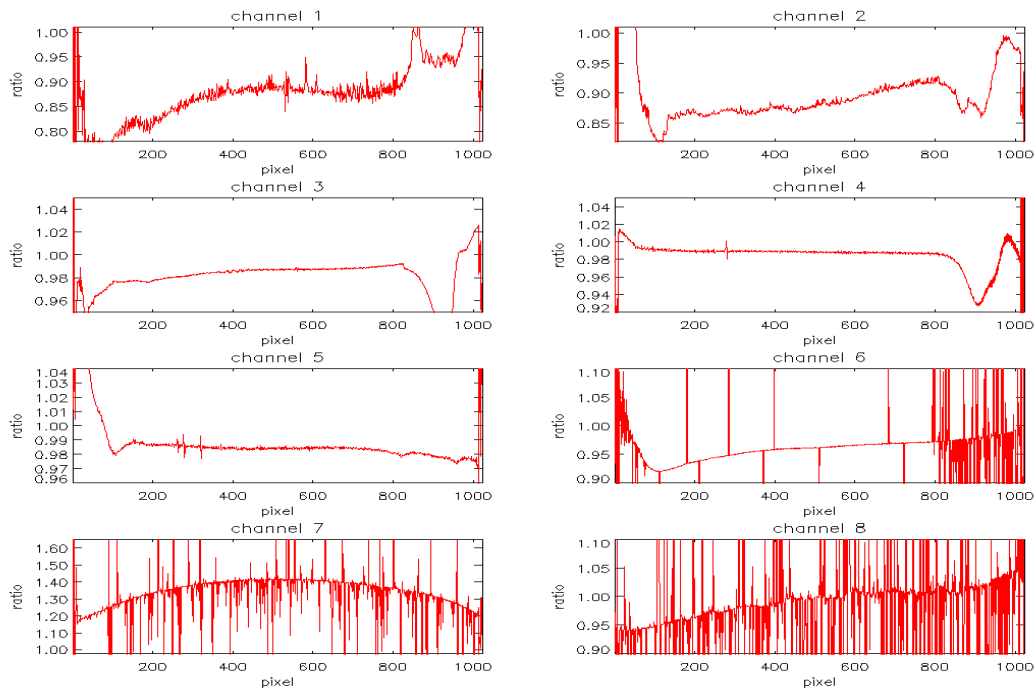 channel 1
1.00
0.95
0.90
0.85
0.80
ratio
200 400 600 800 1000
pixel
channel 2
1.00
0.95
0.90
0.85
ratio
200 400 600 800 1000
pixel
channel 3
1.04
1.02
1.00
0.98
0.96
ratio
200 400 600 800 1000
pixel
channel 4
1.04
1.02
1.00
0.98
0.96
0.94
0.92
ratio
200 400 600 800 1000
pixel
channel 5
1.04
1.03
1.02
1.01
1.00
0.99
0.98
0.97
0.96
ratio
200 400 600 800 1000
pixel
channel 6
1.10
1.05
1.00
0.95
0.90
ratio
200 400 600 800 1000
pixel
channel 7
1.60
1.50
1.40
1.30
1.20
1.10
1.00
ratio
200 400 600 800 1000
pixel
channel 8
1.10
1.05
1.00
0.95
0.90
ratio
200 400 600 800 1000
pixel